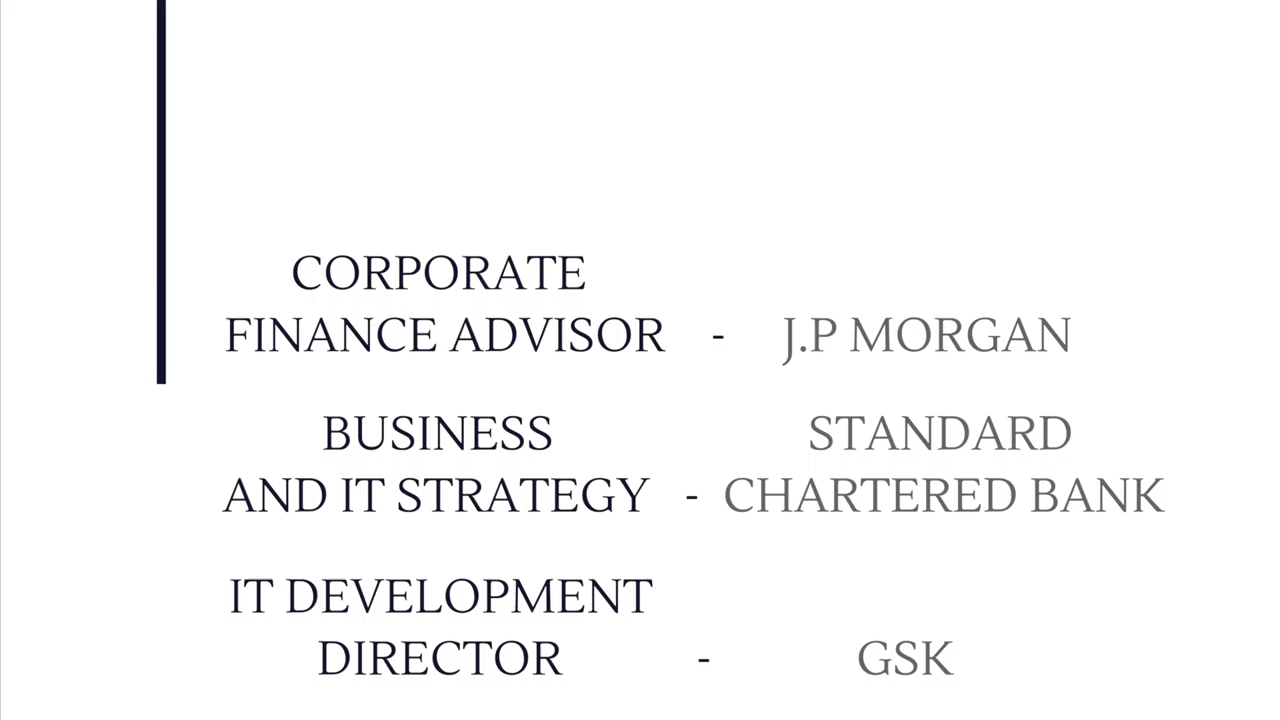 CORPORATE
FINANCE ADVISOR - J.P MORGAN
BUSINESS STANDARD
AND IT STRATEGY - CHARTERED BANK
IT DEVELOPMENT
DIRECTOR - GSK